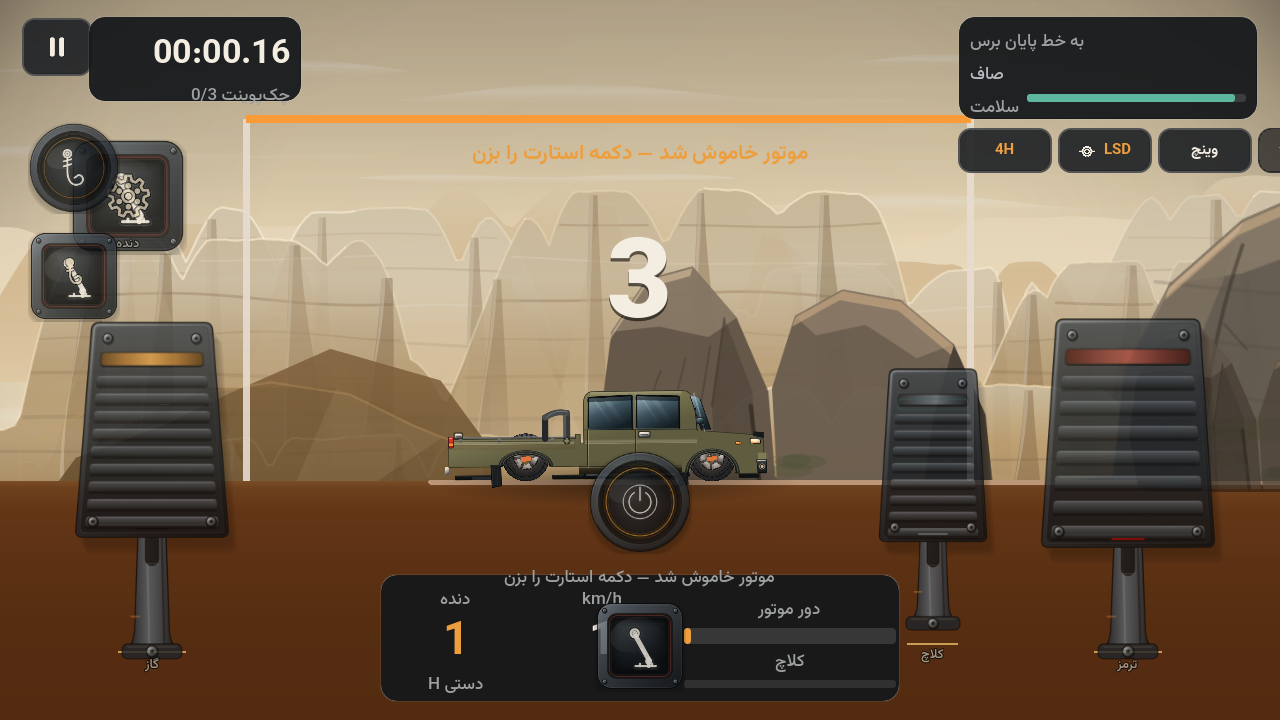 00:00.16
چک‌پوینت 0/3
به خط پایان برس
صاف
سلامت
4H
LSD
وینچ
موتور خاموش شد — دکمه استارت را بزن
3
دنده
گاز
کلاچ
ترمز
موتور خاموش شد — دکمه استارت را بزن
دنده
1
دستی H
km/h
دور موتور
کلاچ